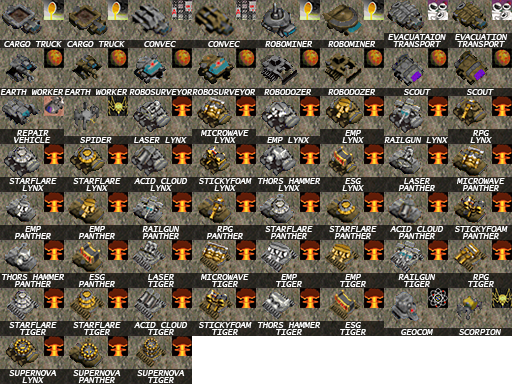 CARGO TRUCK CARGO TRUCK CONVEC CONVEC ROBOMINER ROBOMINER EVACUATAION TRANSPORT EVACUATION TRANSPORT
EARTH WORKER EARTH WORKER ROBOSURVEYOR ROBOSURVEYOR ROBODOZER ROBODOZER SCOUT SCOUT
REPAIR VEHICLE SPIDER LASER LYNX MICROWAVE LYNX EMP LYNX EMP LYNX RAILGUN LYNX RPG LYNX
STARFLARE LYNX STARFLARE LYNX ACID CLOUD LYNX STICKYFOAM LYNX THORS HAMMER LYNX ESG LYNX LASER PANTHER MICROWAVE PANTHER
EMP PANTHER EMP PANTHER RAILGUN PANTHER RPG PANTHER STARFLARE PANTHER STARFLARE PANTHER ACID CLOUD PANTHER STICKYFOAM PANTHER
THORS HAMMER PANTHER ESG PANTHER LASER TIGER MICROWAVE TIGER EMP TIGER EMP TIGER RAILGUN TIGER RPG TIGER
STARFLARE TIGER STARFLARE TIGER ACID CLOUD TIGER STICKYFOAM TIGER THORS HAMMER TIGER ESG TIGER GEOCOM SCORPION
SUPERNOVA LYNX SUPERNOVA PANTHER SUPERNOVA TIGER